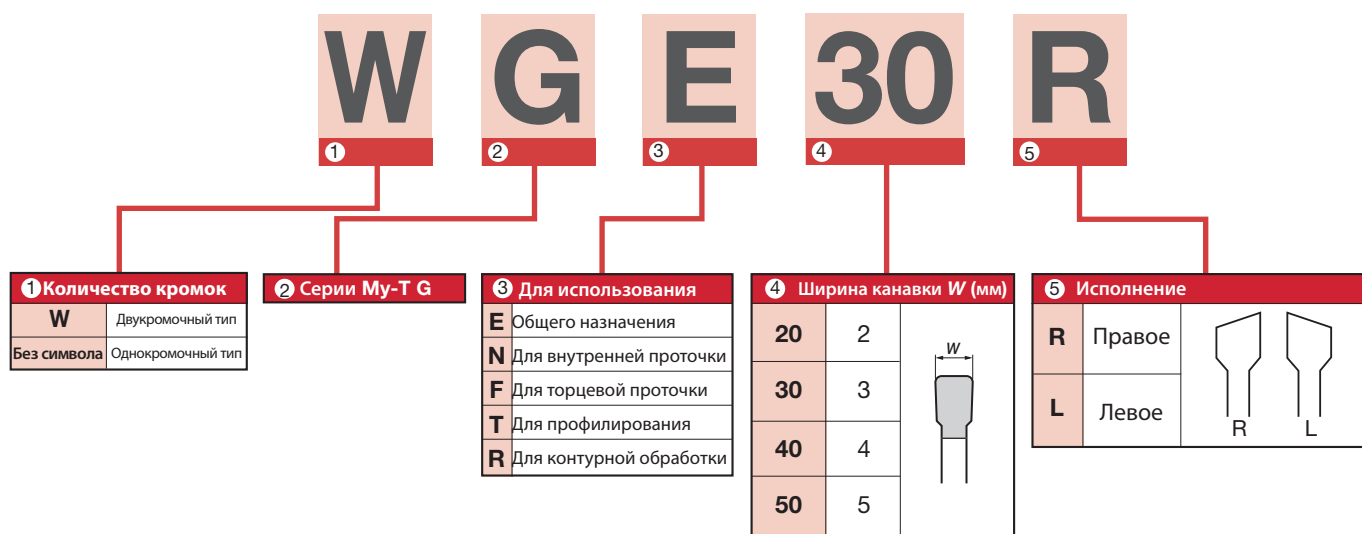 W G E 30 R
① ② ③ ④ ⑤
① Количество кромок
W Двукромочный тип
Без символа Однокромочный тип
② Серии My-T G
③ Для использования
E Общего назначения
N Для внутренней проточки
F Для торцевой проточки
T Для профилирования
R Для контурной обработки
④ Ширина канавки W (мм)
20 2
30 3
40 4
50 5
W
⑤ Исполнение
R Правое
L Левое
R L